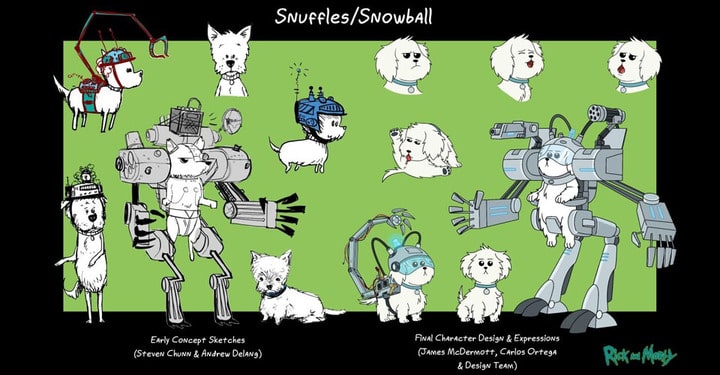 Snuffles/Snowball
Early Concept Sketches
(Steven Chunn & Andrew DeLang)
Final Character Design & Expressions
(James McDermott, Carlos Ortega
& Design Team)
Rick and Morty